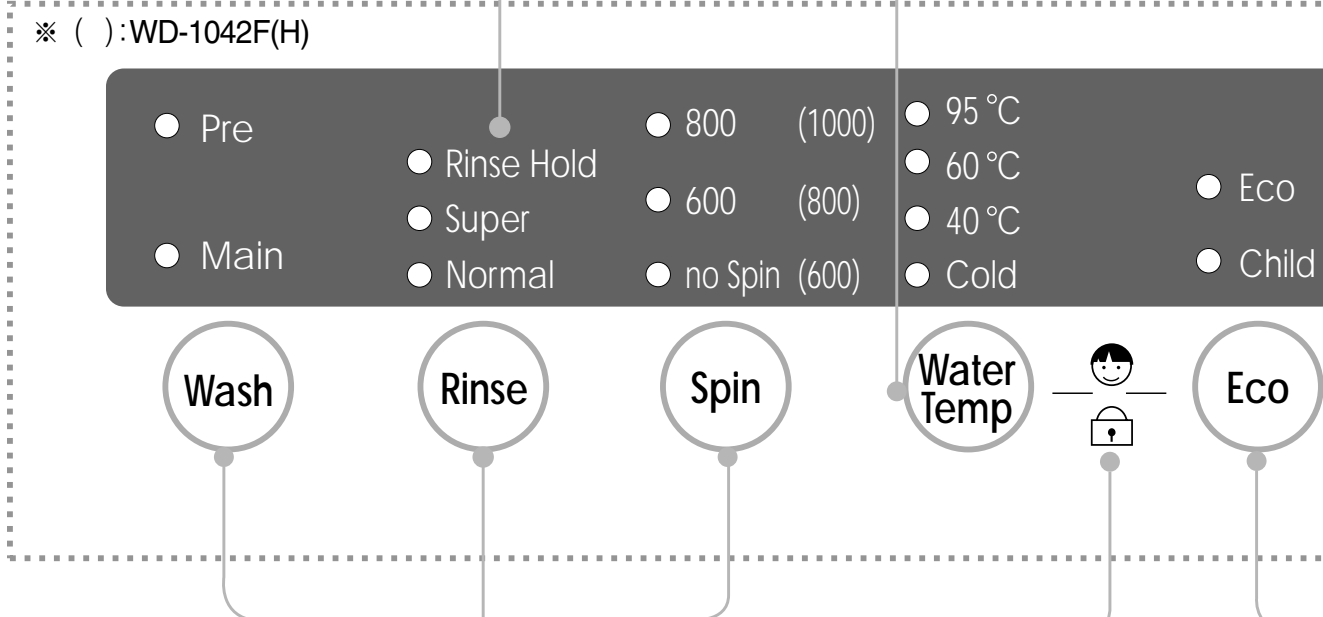 ※ ( ):WD-1042F(H)
Pre
Main
Rinse Hold
Super
Normal
800 (1000)
600 (800)
no Spin (600)
95 °C
60 °C
40 °C
Cold
Eco
Child
Wash
Rinse
Spin
Water
Temp
Eco